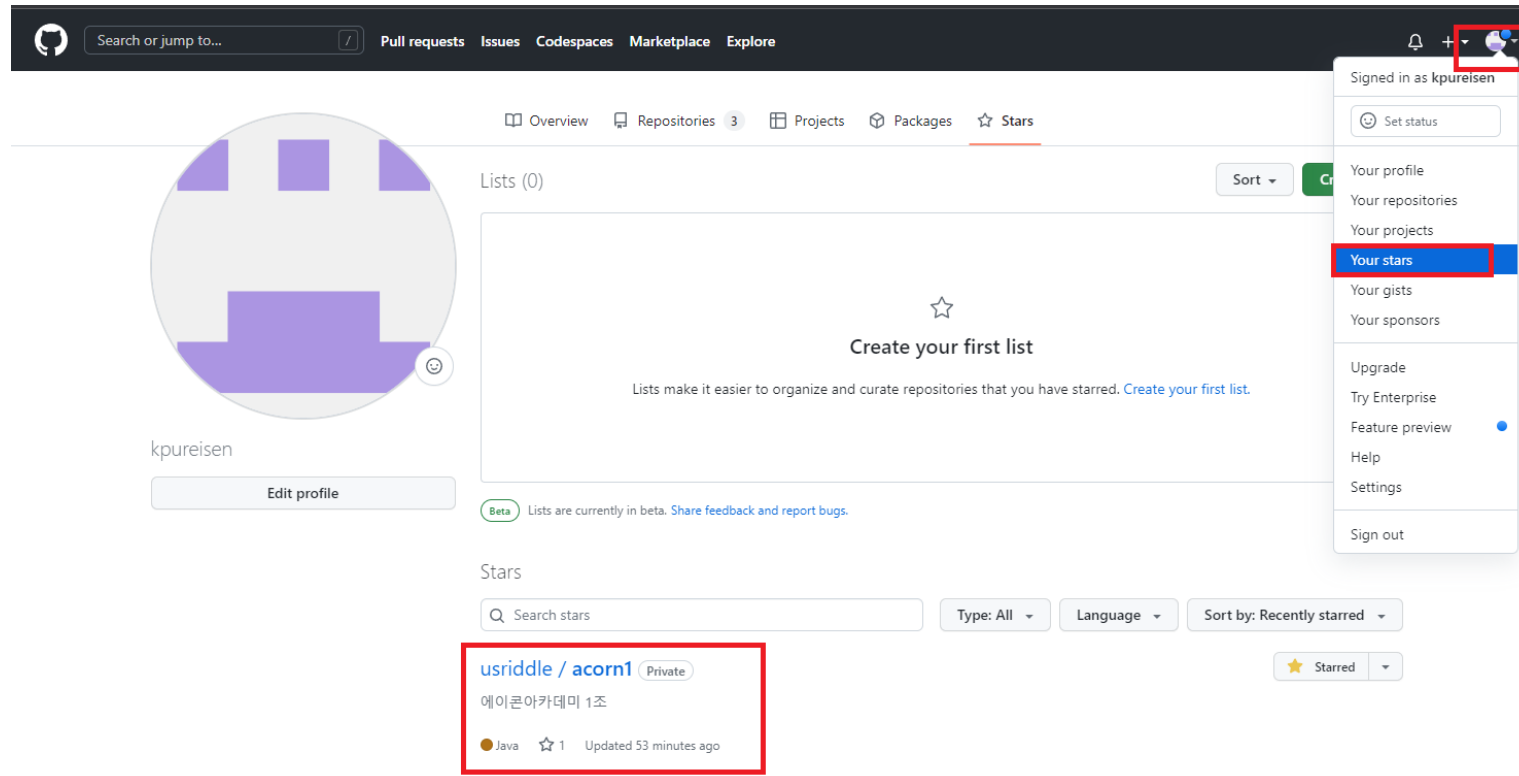 Search or jump to... /
Pull requests Issues Codespaces Marketplace Explore
Signed in as kpureisen
Set status
Your profile
Your repositories
Your projects
Your stars
Your gists
Your sponsors
Upgrade
Try Enterprise
Feature preview
Help
Settings
Sign out
Overview Repositories 3 Projects Packages Stars
kpureisen
Edit profile
Lists (0)
Sort
Create your first list
Lists make it easier to organize and curate repositories that you have starred. Create your first list.
Beta Lists are currently in beta. Share feedback and report bugs.
Stars
Search stars
Type: All Language Sort by: Recently starred
usriddle / acorn1 Private
Starred
에이콘아카데미 1조
Java 1 Updated 53 minutes ago